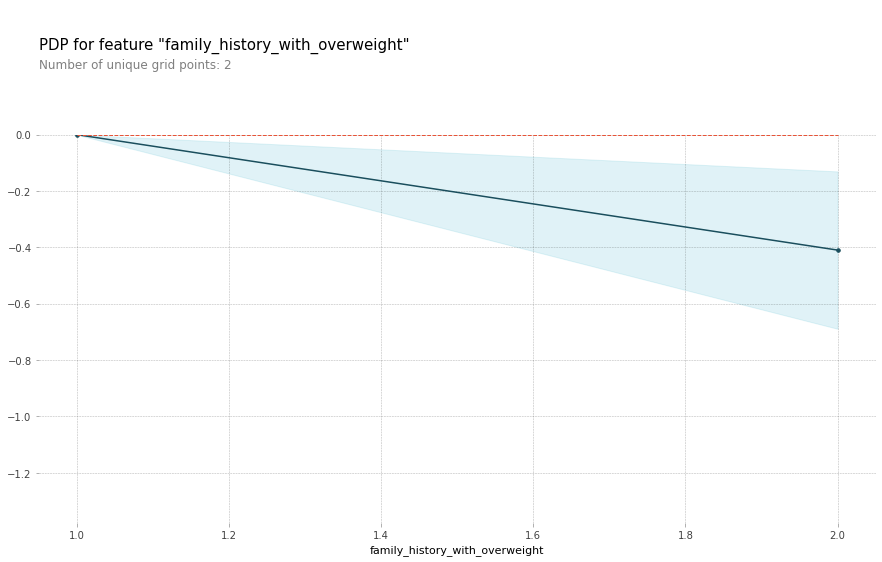 PDP for feature "family_history_with_overweight"
Number of unique grid points: 2
0.0
−0.2
−0.4
−0.6
−0.8
−1.0
−1.2
1.0 1.2 1.4 1.6 1.8 2.0
family_history_with_overweight